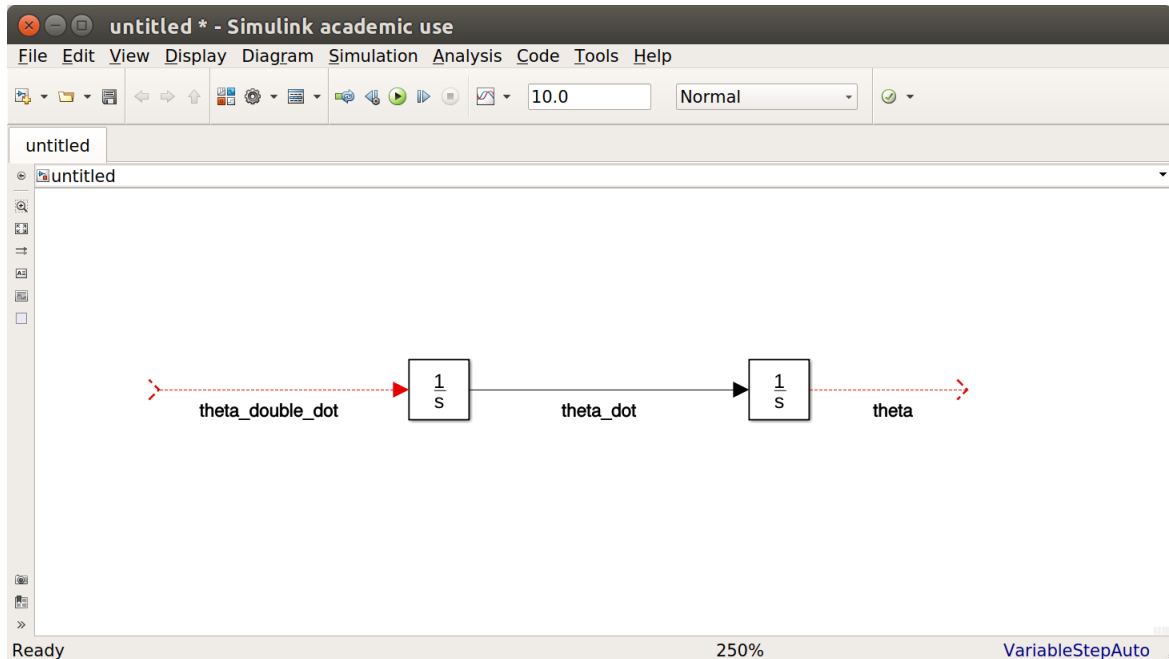 untitled * - Simulink academic use
File Edit View Display Diagram Simulation Analysis Code Tools Help
10.0 Normal
untitled
untitled
1
s
1
s
theta_double_dot theta_dot theta
Ready 250% VariableStepAuto